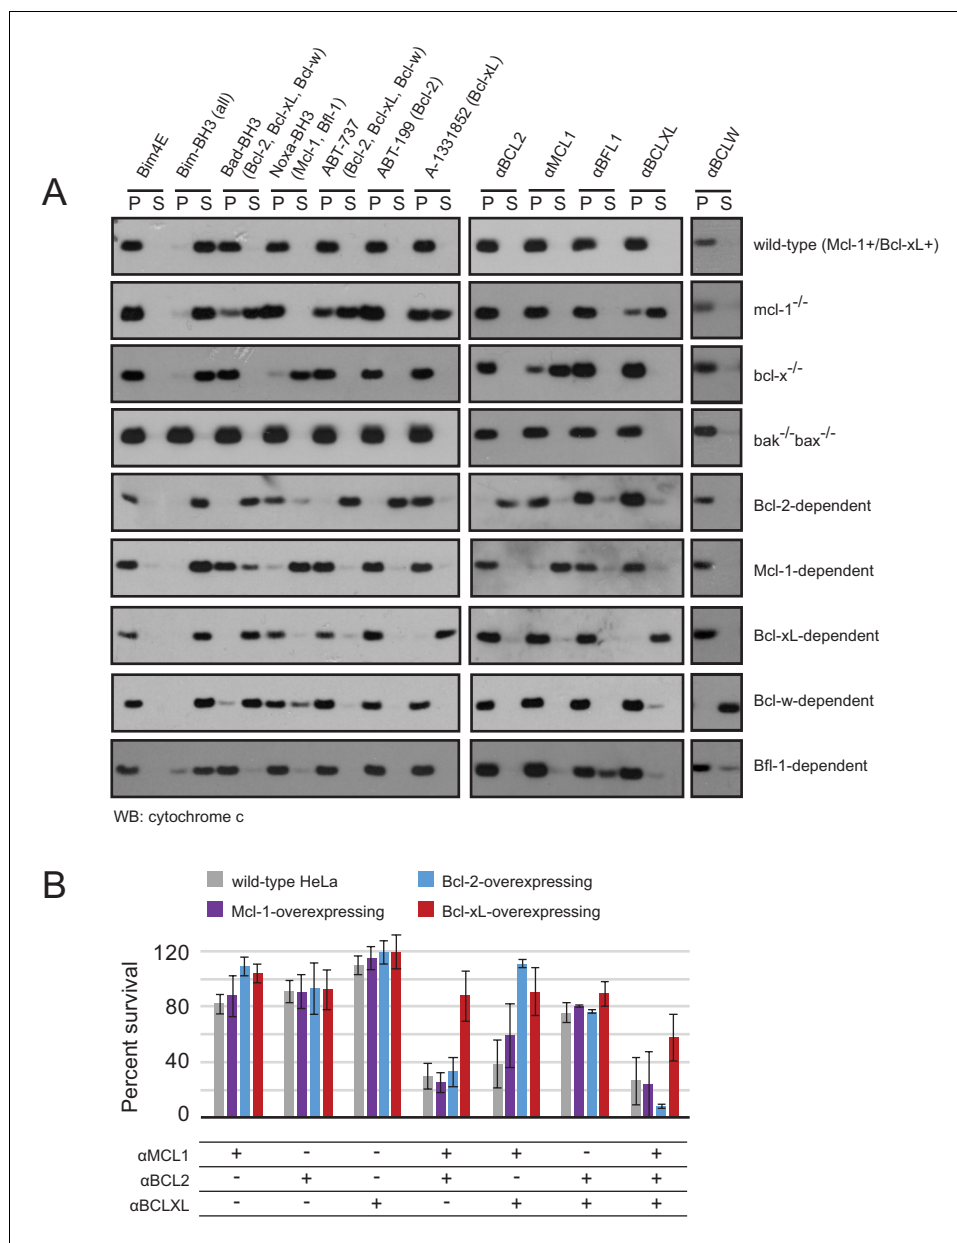 A
Bim4E
Bim-BH3 (all)
Bad-BH3
(Bcl-2, Bcl-xL, Bcl-w)
Noxa-BH3
(Mcl-1, Bfl-1)
ABT-737
(Bcl-2, Bcl-xL, Bcl-w)
ABT-199 (Bcl-2)
A-1331852 (Bcl-xL)
αBCL2
αMCL1
αBFL1
αBCLXL
αBCLW
P S P S P S P S P S P S P S P S P S P S P S P S
wild-type (Mcl-1+/Bcl-xL+)
mcl-1-/-
bcl-x-/-
bak-/-bax-/-
Bcl-2-dependent
Mcl-1-dependent
Bcl-xL-dependent
Bcl-w-dependent
Bfl-1-dependent
WB: cytochrome c
B
wild-type HeLa
Bcl-2-overexpressing
Mcl-1-overexpressing
Bcl-xL-overexpressing
Percent survival
120
80
40
0
αMCL1 + - - + + - +
αBCL2 - + - + - + +
αBCLXL - - + - + + +